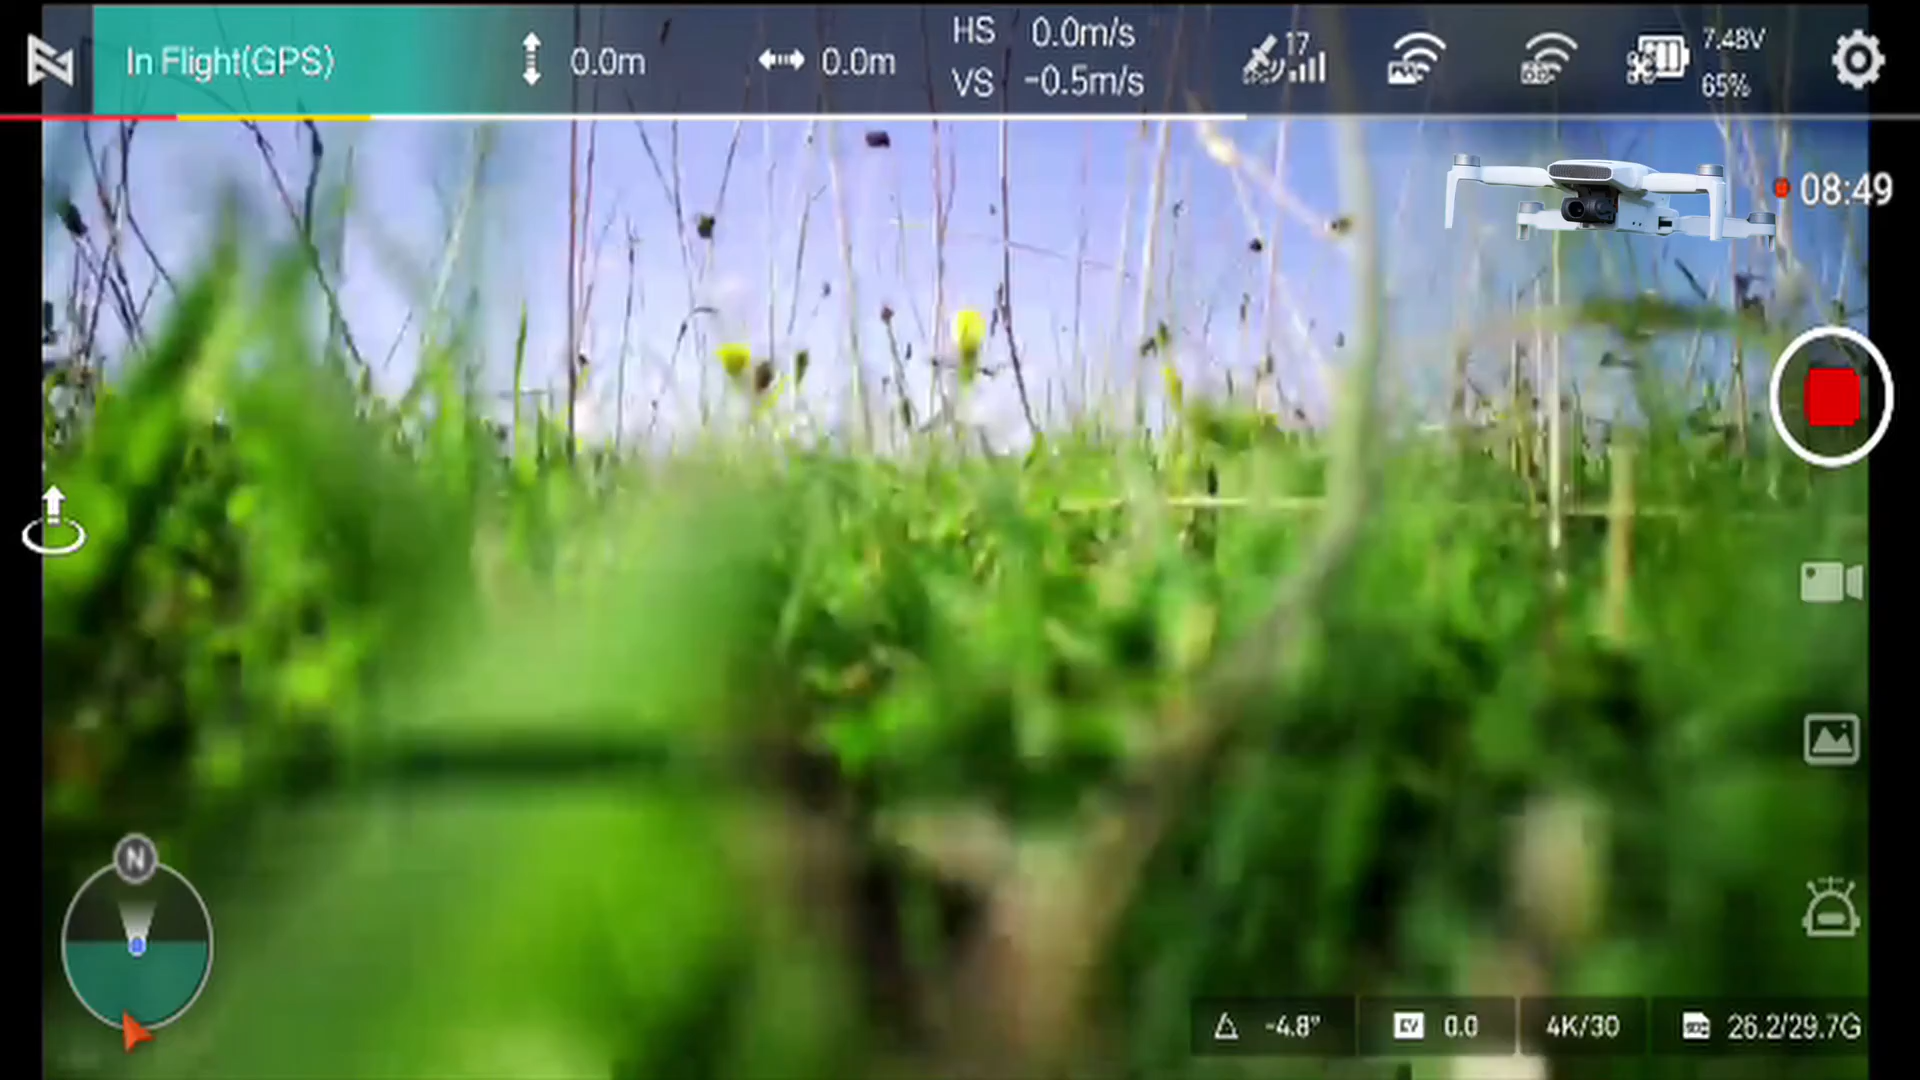 In Flight(GPS)
0.0m
0.0m
HS 0.0m/s
VS -0.5m/s
17
7.48V
65%
08:49
N
-4.8°
EV 0.0
4K/30
26.2/29.7G